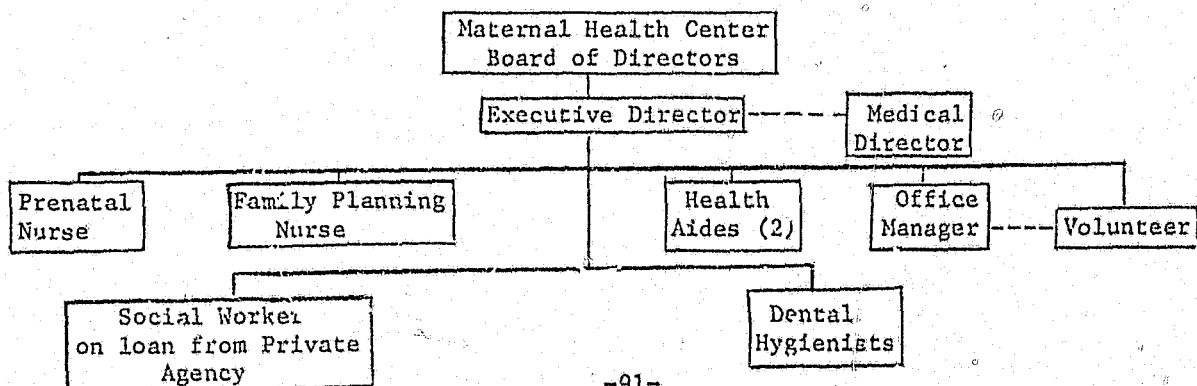 Maternal Health Center
Board of Directors
Executive Director
Medical
Director
Prenatal
Nurse
Family Planning
Nurse
Health
Aides (2)
Office
Manager
Volunteer
Social Worker
on loan from Private
Agency
Dental
Hygienists
-91-